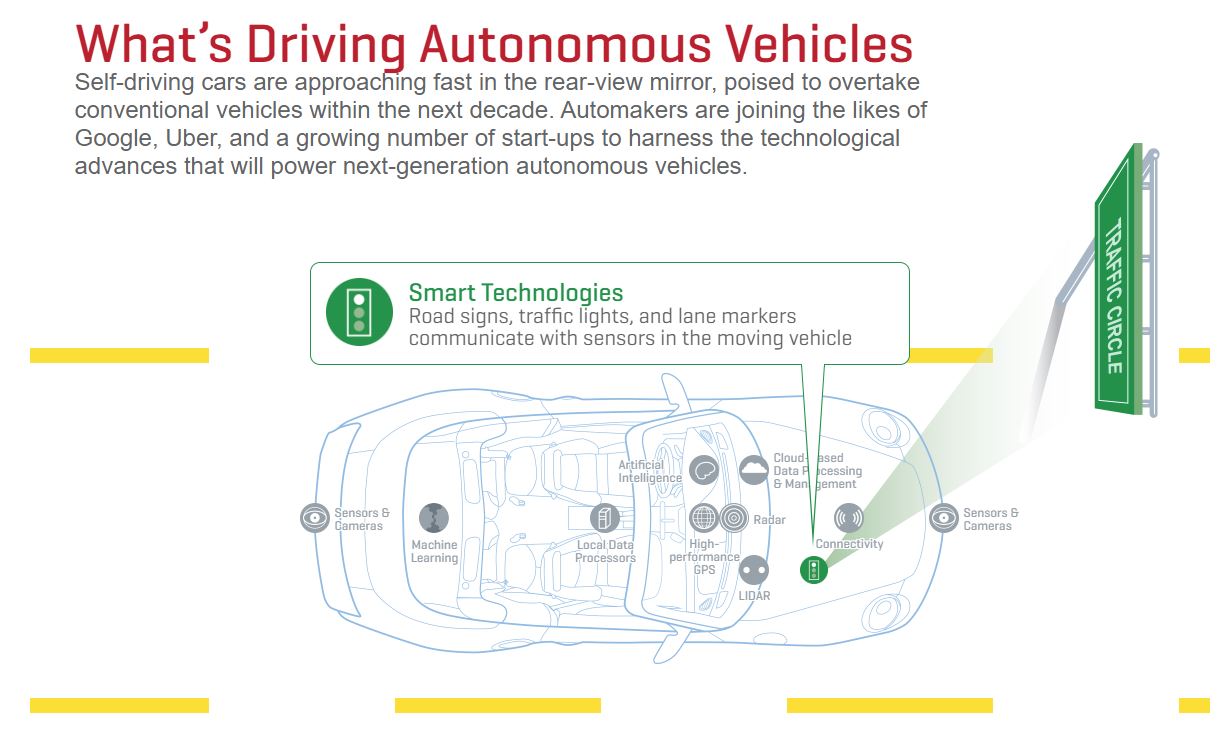 What's Driving Autonomous Vehicles
Self-driving cars are approaching fast in the rear-view mirror, poised to overtake
conventional vehicles within the next decade. Automakers are joining the likes of
Google, Uber, and a growing number of start-ups to harness the technological
advances that will power next-generation autonomous vehicles.
TRAFFIC CIRCLE
Smart Technologies
Road signs, traffic lights, and lane markers
communicate with sensors in the moving vehicle
Artificial
Intelligence
Cloud-based
Data Processing
& Management
Sensors &
Cameras
Machine
Learning
Local Data
Processors
High-
performance
GPS
Radar
LIDAR
Connectivity
Sensors &
Cameras